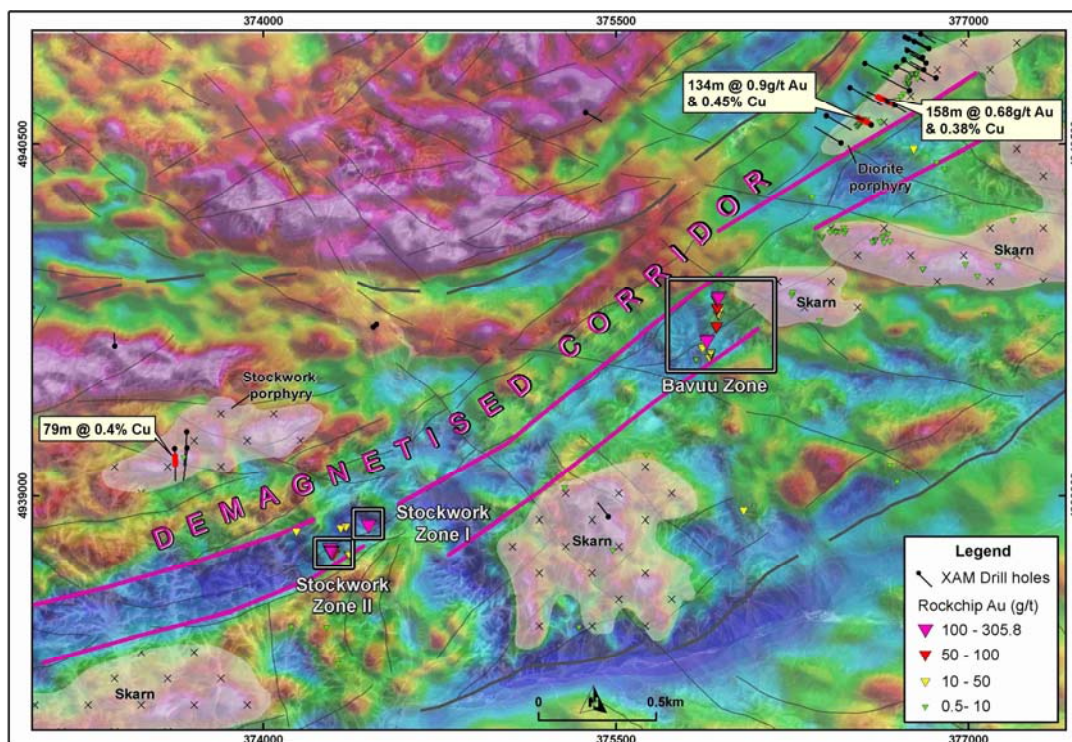 374000
375500
377000
134m @ 0.9g/t Au
& 0.45% Cu
158m @ 0.68g/t Au
& 0.38% Cu
4940500
Diorite
porphyry
Skarn
Skarn
DEMAGNETISED CORRIDOR
Bavuu Zone
Stockwork
porphyry
79m @ 0.4% Cu
4939000
Stockwork
Zone I
Stockwork
Zone II
Skarn
Skarn
N
0
0.5km
Legend
XAM Drill holes
Rockchip Au (g/t)
100 - 305.8
50 - 100
10 - 50
0.5- 10
374000
375500
377000